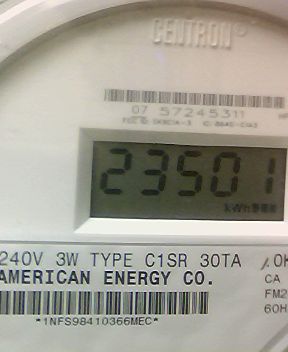 CENTRON®
07 57245311
23501
kWh
240V 3W TYPE C1SR 30TA
AMERICAN ENERGY CO.
CA
FM2
60H
*1NFS98410366MEC*